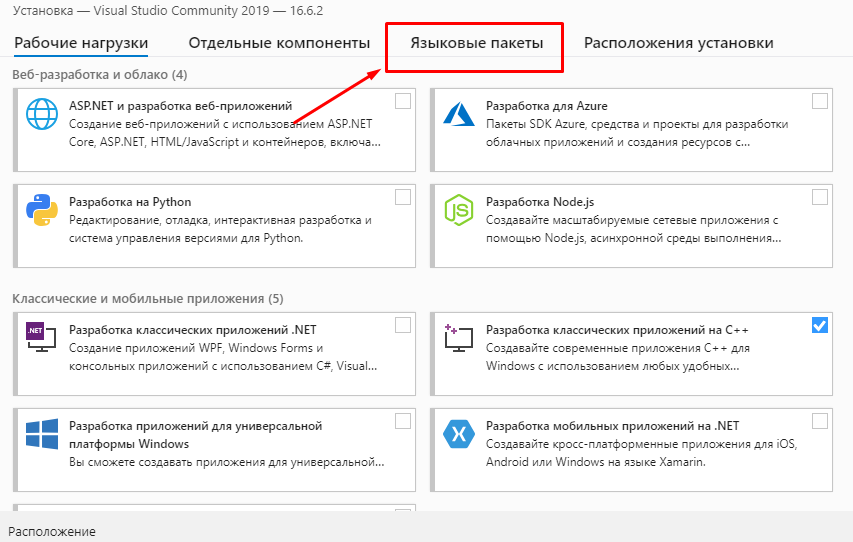 Установка — Visual Studio Community 2019 — 16.6.2
Рабочие нагрузки Отдельные компоненты Языковые пакеты Расположения установки
Веб-разработка и облако (4)
ASP.NET и разработка веб-приложений
Создание веб-приложений с использованием ASP.NET
Core, ASP.NET, HTML/JavaScript и контейнеров, включа...
Разработка для Azure
Пакеты SDK Azure, средства и проекты для разработки
облачных приложений и создания ресурсов с...
Разработка на Python
Редактирование, отладка, интерактивная разработка и
система управления версиями для Python.
JS
Разработка Node.js
Создавайте масштабируемые сетевые приложения с
помощью Node.js, асинхронной среды выполнения...
Классические и мобильные приложения (5)
.NET
Разработка классических приложений .NET
Создание приложений WPF, Windows Forms и
консольных приложений с использованием C#, Visual...
Разработка классических приложений на C++
Создавайте современные приложения C++ для
Windows с использованием любых удобных...
Разработка приложений для универсальной
платформы Windows
Вы сможете создавать приложения для универсальной...
Разработка мобильных приложений на .NET
Создавайте кросс-платформенные приложения для iOS,
Android или Windows на языке Xamarin.
Расположение